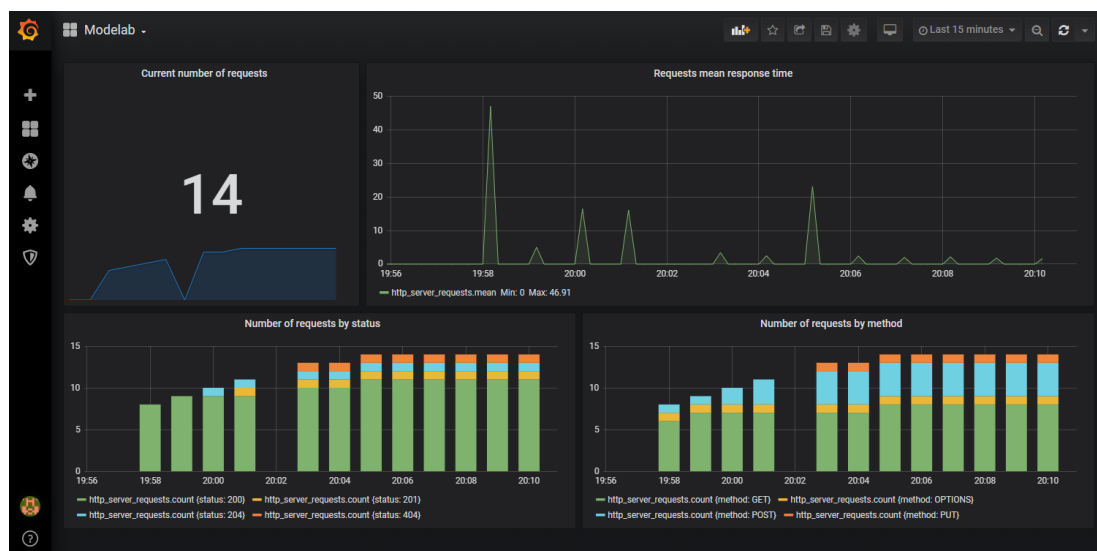 Modelab
Last 15 minutes
Current number of requests
14
Requests mean response time
50
40
30
20
10
0
19:56 19:58 20:00 20:02 20:04 20:06 20:08 20:10
http_server_requests.mean Min: 0 Max: 46.91
Number of requests by status
15
10
5
0
19:56 19:58 20:00 20:02 20:04 20:06 20:08 20:10
http_server_requests.count {status: 200} http_server_requests.count {status: 201}
http_server_requests.count {status: 204} http_server_requests.count {status: 404}
Number of requests by method
15
10
5
0
19:56 19:58 20:00 20:02 20:04 20:06 20:08 20:10
http_server_requests.count {method: GET} http_server_requests.count {method: OPTIONS}
http_server_requests.count {method: POST} http_server_requests.count {method: PUT}